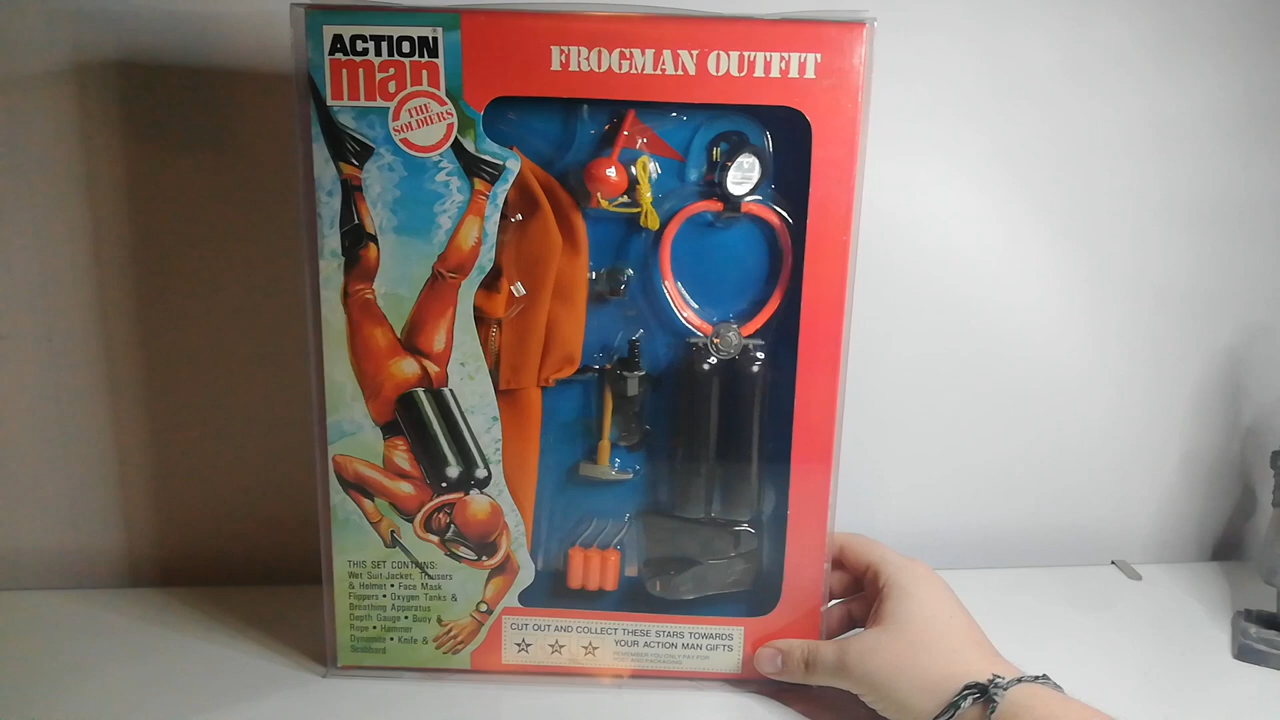 ACTION
man
THE
SOLDIERS
FROGMAN OUTFIT
THIS SET CONTAINS:
Wet Suit Jacket, Trousers
& Helmet • Face Mask
Flippers • Oxygen Tanks &
Breathing Apparatus
Depth Gauge • Buoy
Rope • Hammer
Dynamite • Knife &
Scabbard
CUT OUT AND COLLECT THESE STARS TOWARDS
YOUR ACTION MAN GIFTS
REMEMBER YOU ONLY PAY FOR
POST AND PACKAGING